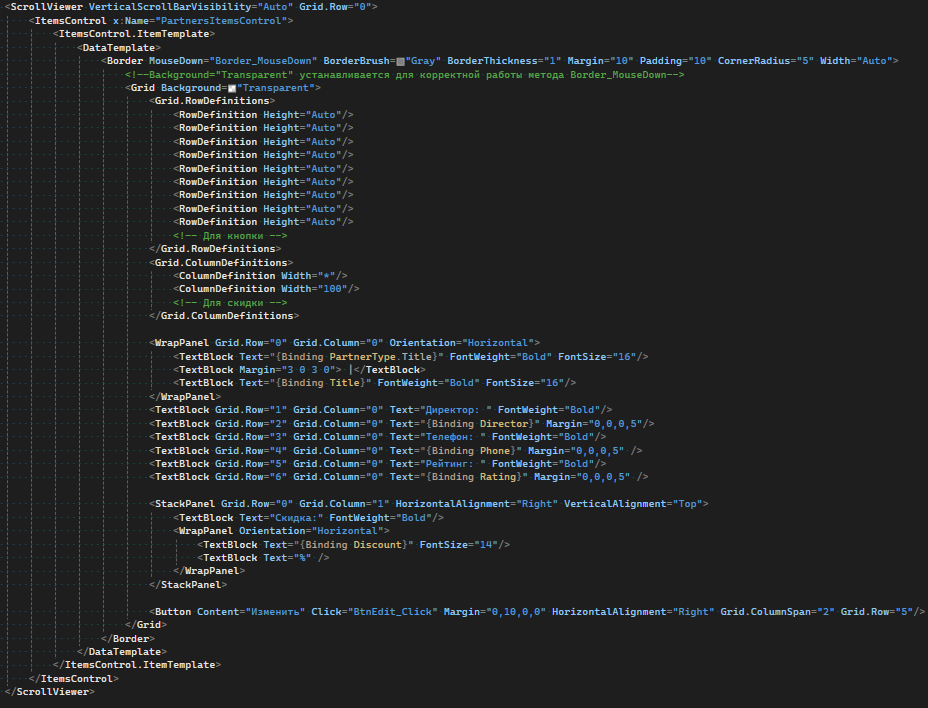 <ScrollViewer VerticalScrollBarVisibility="Auto" Grid.Row="0">
<ItemsControl x:Name="PartnersItemsControl">
<ItemsControl.ItemTemplate>
<DataTemplate>
<Border MouseDown="Border_MouseDown" BorderBrush="Gray" BorderThickness="1" Margin="10" Padding="10" CornerRadius="5" Width="Auto">
<!--Background="Transparent" устанавливается для корректной работы метода Border_MouseDown-->
<Grid Background="Transparent">
<Grid.RowDefinitions>
<RowDefinition Height="Auto"/>
<RowDefinition Height="Auto"/>
<RowDefinition Height="Auto"/>
<RowDefinition Height="Auto"/>
<RowDefinition Height="Auto"/>
<RowDefinition Height="Auto"/>
<RowDefinition Height="Auto"/>
<RowDefinition Height="Auto"/>
<RowDefinition Height="Auto"/>
<!-- Для кнопки -->
</Grid.RowDefinitions>
<Grid.ColumnDefinitions>
<ColumnDefinition Width="*"/>
<ColumnDefinition Width="100"/>
<!-- Для скидки -->
</Grid.ColumnDefinitions>
<WrapPanel Grid.Row="0" Grid.Column="0" Orientation="Horizontal">
<TextBlock Text="{Binding PartnerType.Title}" FontWeight="Bold" FontSize="16"/>
<TextBlock Margin="3 0 3 0"> |</TextBlock>
<TextBlock Text="{Binding Title}" FontWeight="Bold" FontSize="16"/>
</WrapPanel>
<TextBlock Grid.Row="1" Grid.Column="0" Text="Директор: " FontWeight="Bold"/>
<TextBlock Grid.Row="2" Grid.Column="0" Text="{Binding Director}" Margin="0,0,0,5"/>
<TextBlock Grid.Row="3" Grid.Column="0" Text="Телефон: " FontWeight="Bold"/>
<TextBlock Grid.Row="4" Grid.Column="0" Text="{Binding Phone}" Margin="0,0,0,5" />
<TextBlock Grid.Row="5" Grid.Column="0" Text="Рейтинг: " FontWeight="Bold"/>
<TextBlock Grid.Row="6" Grid.Column="0" Text="{Binding Rating}" Margin="0,0,0,5" />
<StackPanel Grid.Row="0" Grid.Column="1" HorizontalAlignment="Right" VerticalAlignment="Top">
<TextBlock Text="Скидка:" FontWeight="Bold"/>
<WrapPanel Orientation="Horizontal">
<TextBlock Text="{Binding Discount}" FontSize="14"/>
<TextBlock Text="%" />
</WrapPanel>
</StackPanel>
<Button Content="Изменить" Click="BtnEdit_Click" Margin="0,10,0,0" HorizontalAlignment="Right" Grid.ColumnSpan="2" Grid.Row="5"/>
</Grid>
</Border>
</DataTemplate>
</ItemsControl.ItemTemplate>
</ItemsControl>
</ScrollViewer>